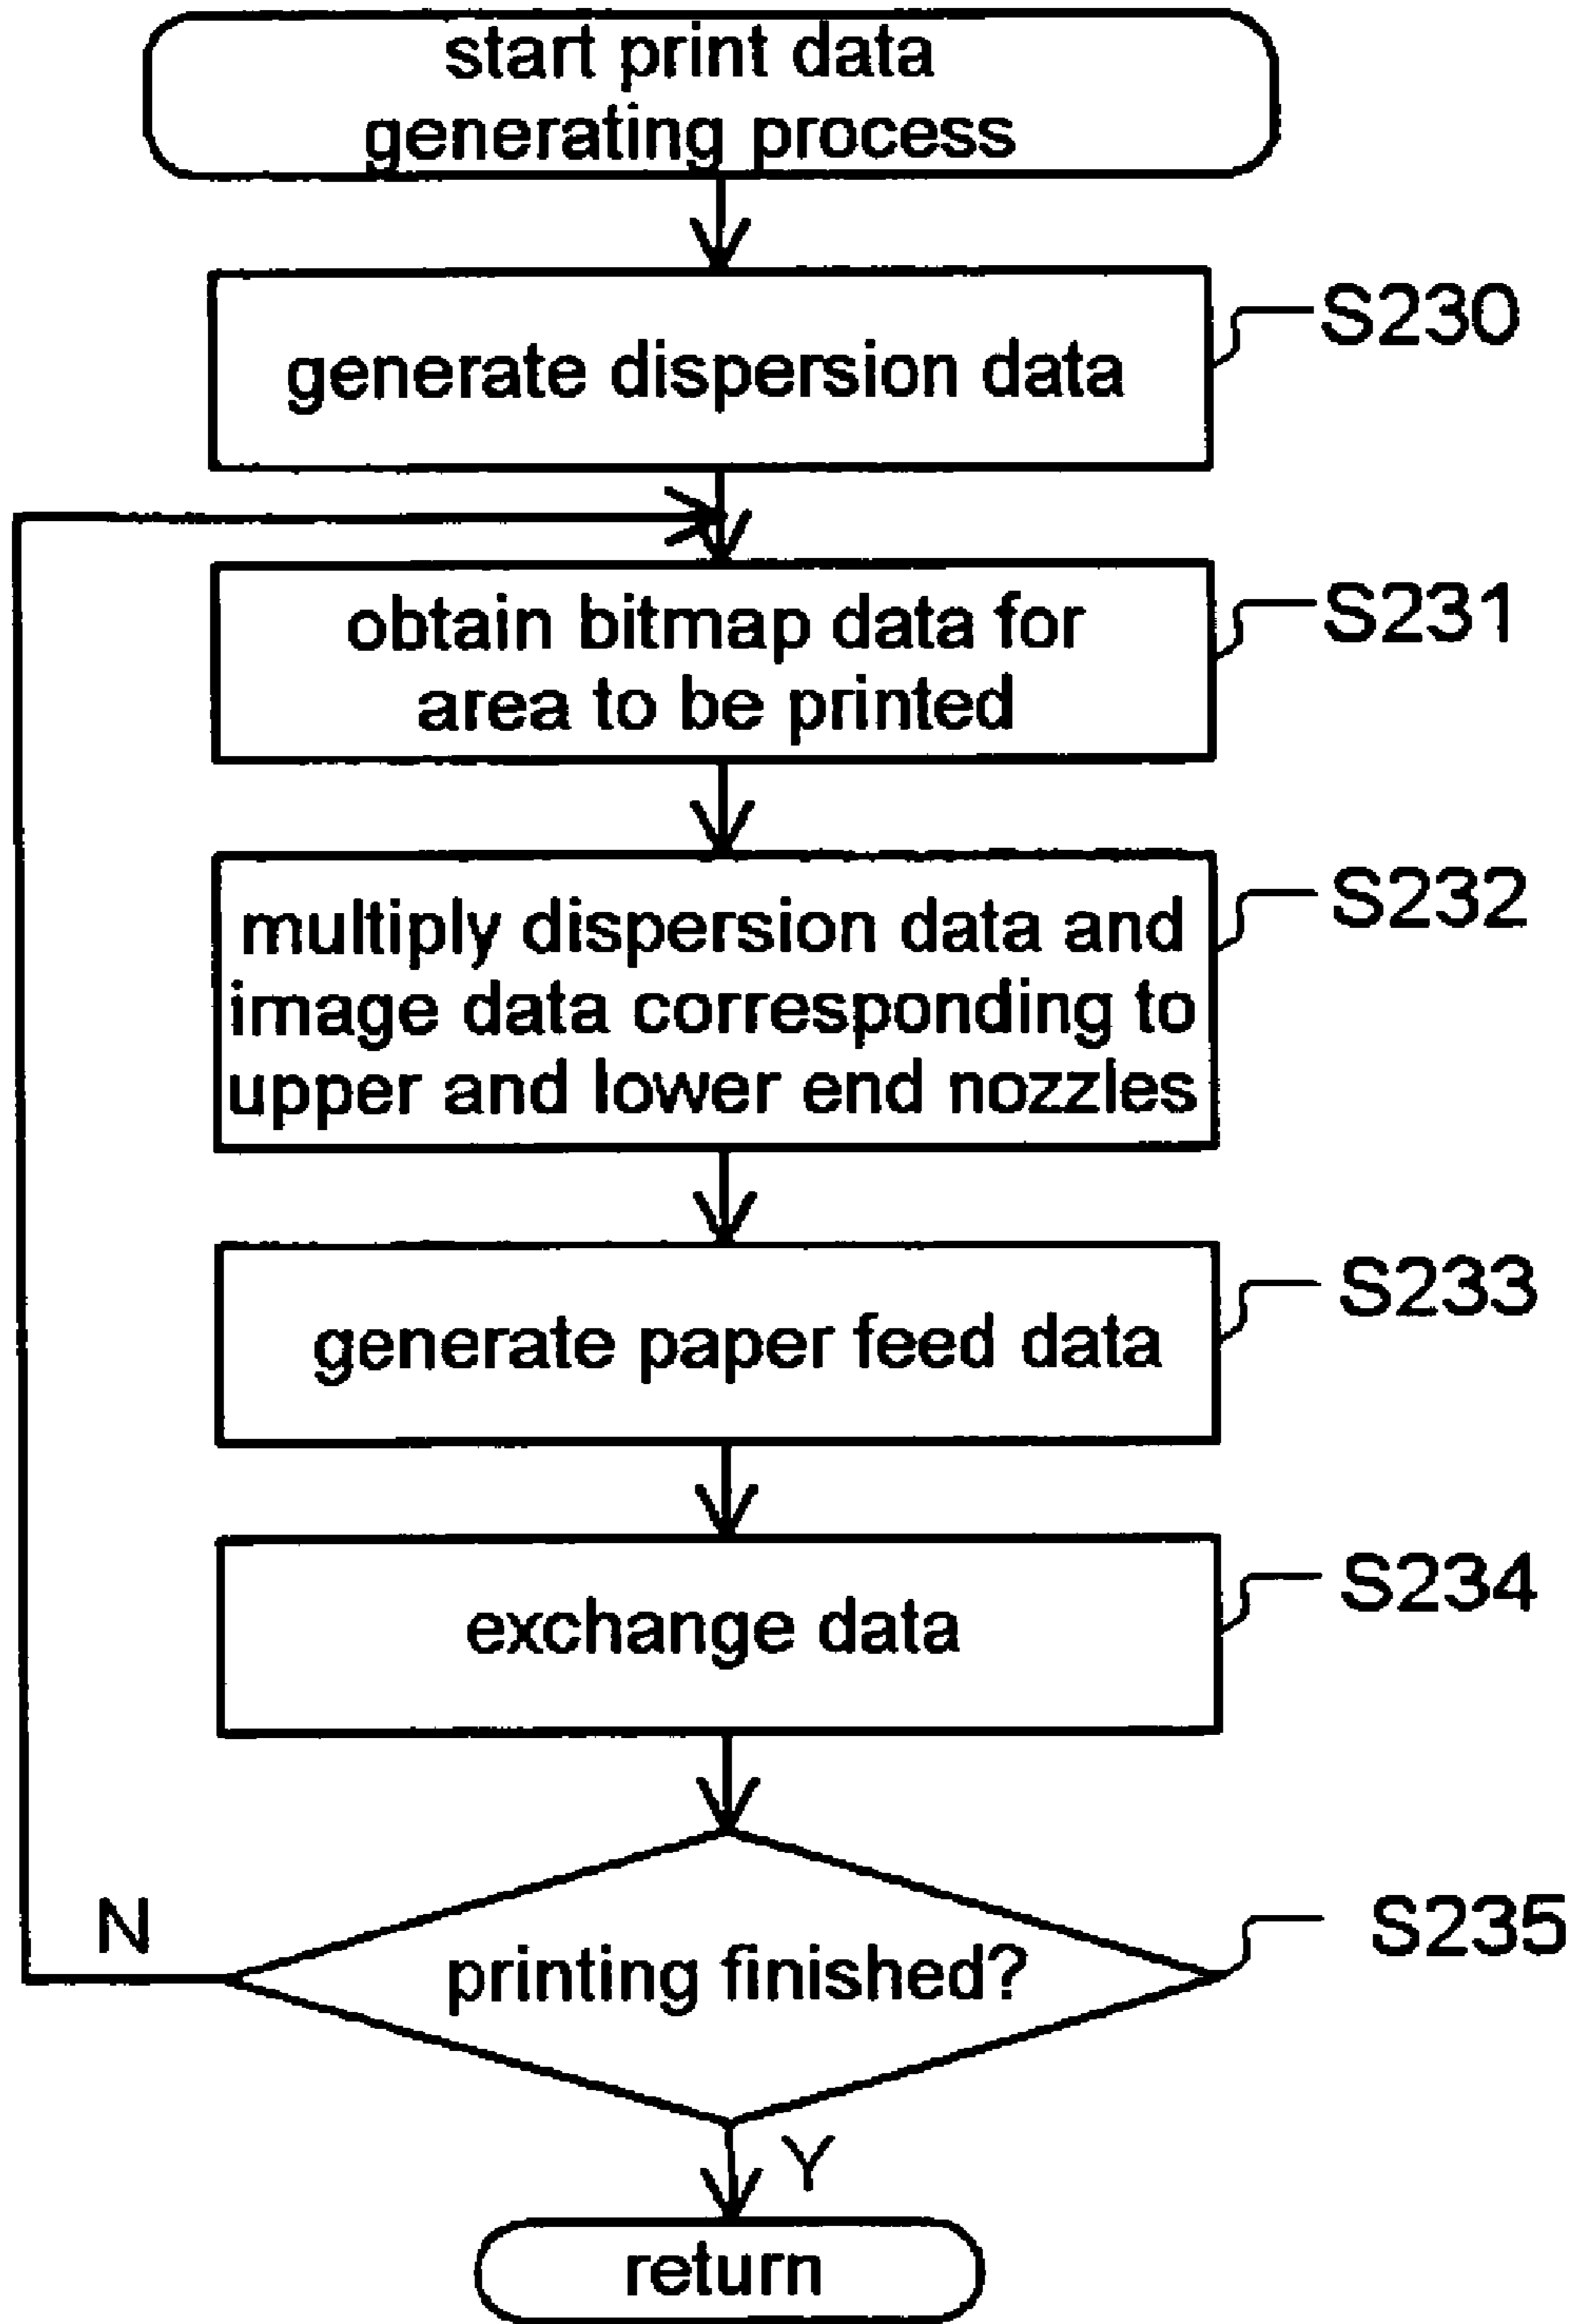 start print data
generating process
generate dispersion data
S230
obtain bitmap data for
area to be printed
S231
multiply dispersion data and
image data corresponding to
upper and lower end nozzles
S232
generate paper feed data
S233
exchange data
S234
printing finished?
S235
N
Y
return